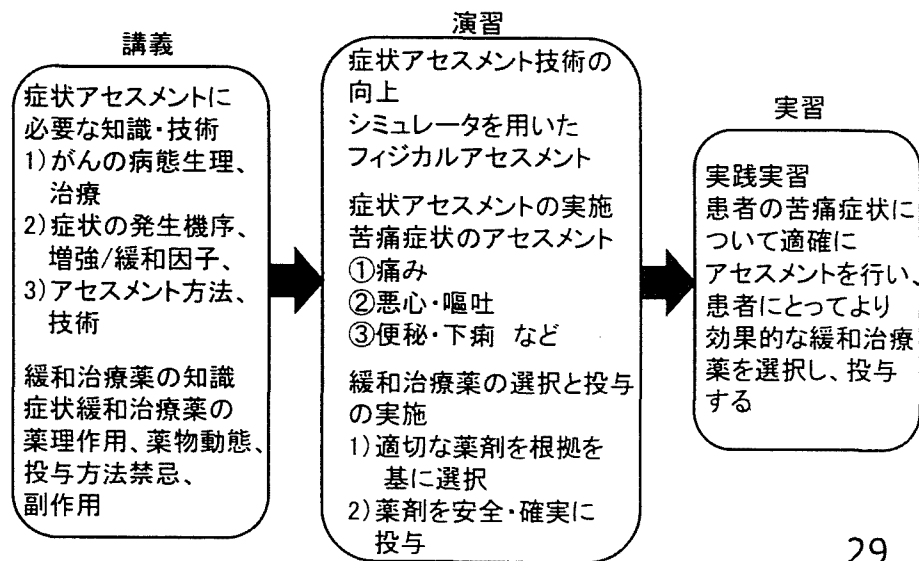 講義
症状アセスメントに
必要な知識・技術
1)がんの病態生理、
治療
2)症状の発生機序、
増強/緩和因子、
3)アセスメント方法、
技術
緩和治療薬の知識
症状緩和治療薬の
薬理作用、薬物動態、
投与方法禁忌、
副作用
演習
症状アセスメント技術の
向上
シミュレータを用いた
フィジカルアセスメント
症状アセスメントの実施
苦痛症状のアセスメント
①痛み
②悪心・嘔吐
③便秘・下痢 など
緩和治療薬の選択と投与
の実施
1)適切な薬剤を根拠を
基に選択
2)薬剤を安全・確実に
投与
実習
実践実習
患者の苦痛症状に
ついて適確に
アセスメントを行い、
患者にとってより
効果的な緩和治療
薬を選択し、投与
する
29